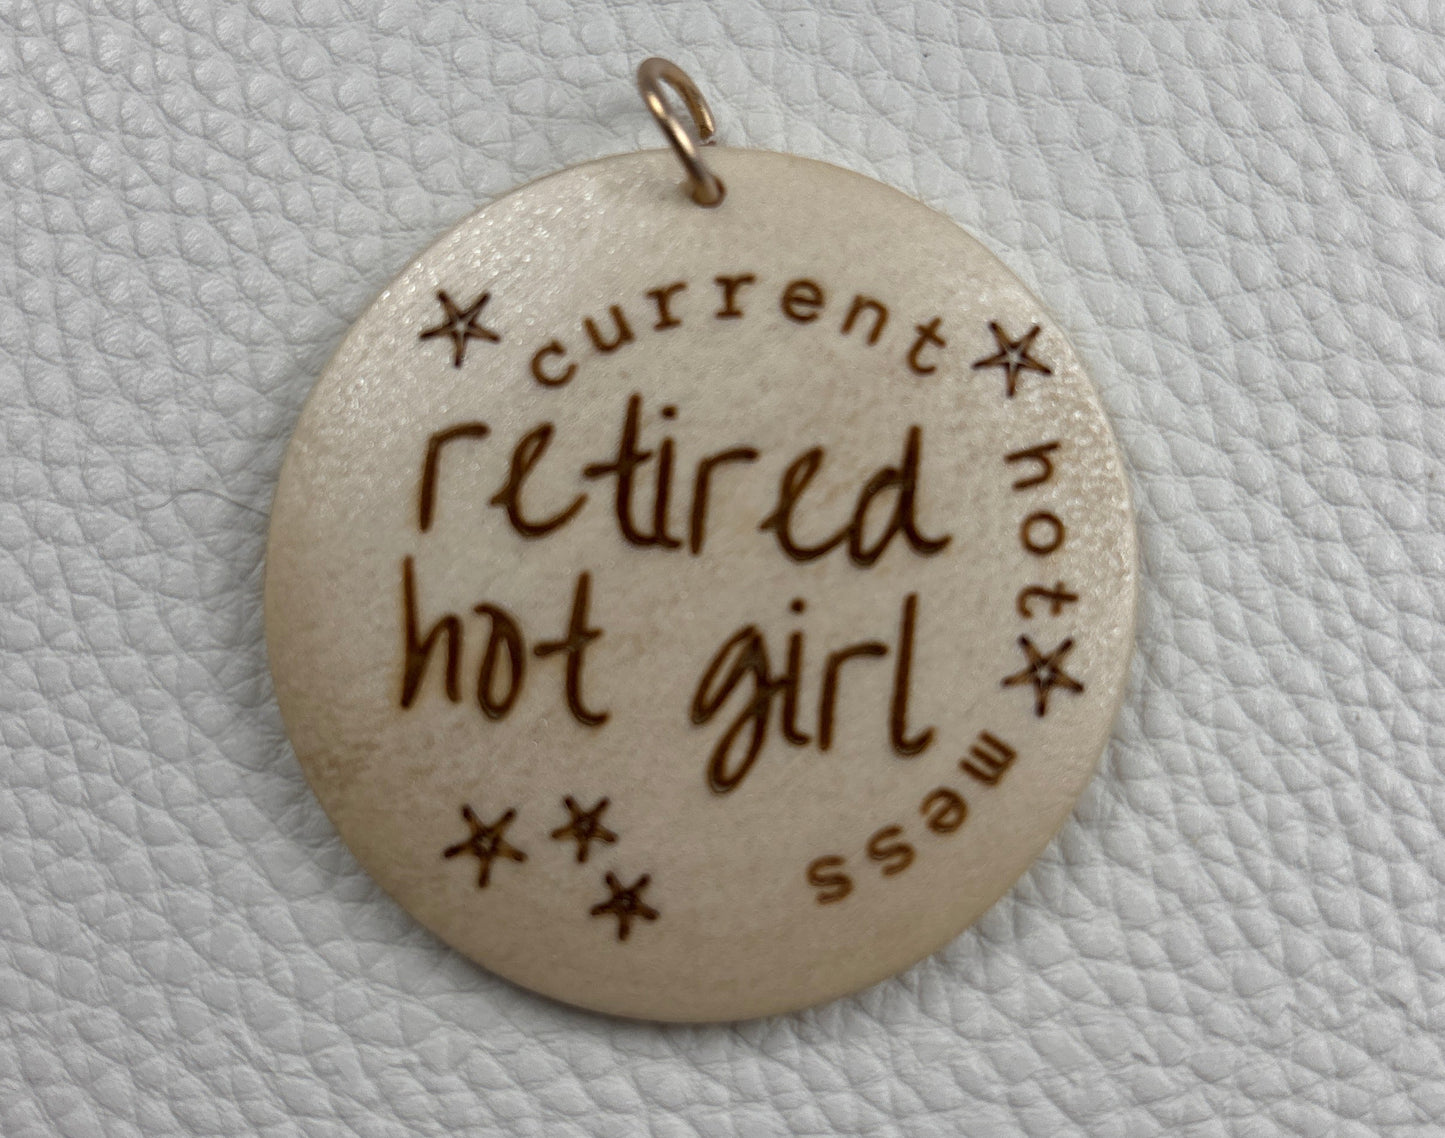 retired
hot girl
current hot mess